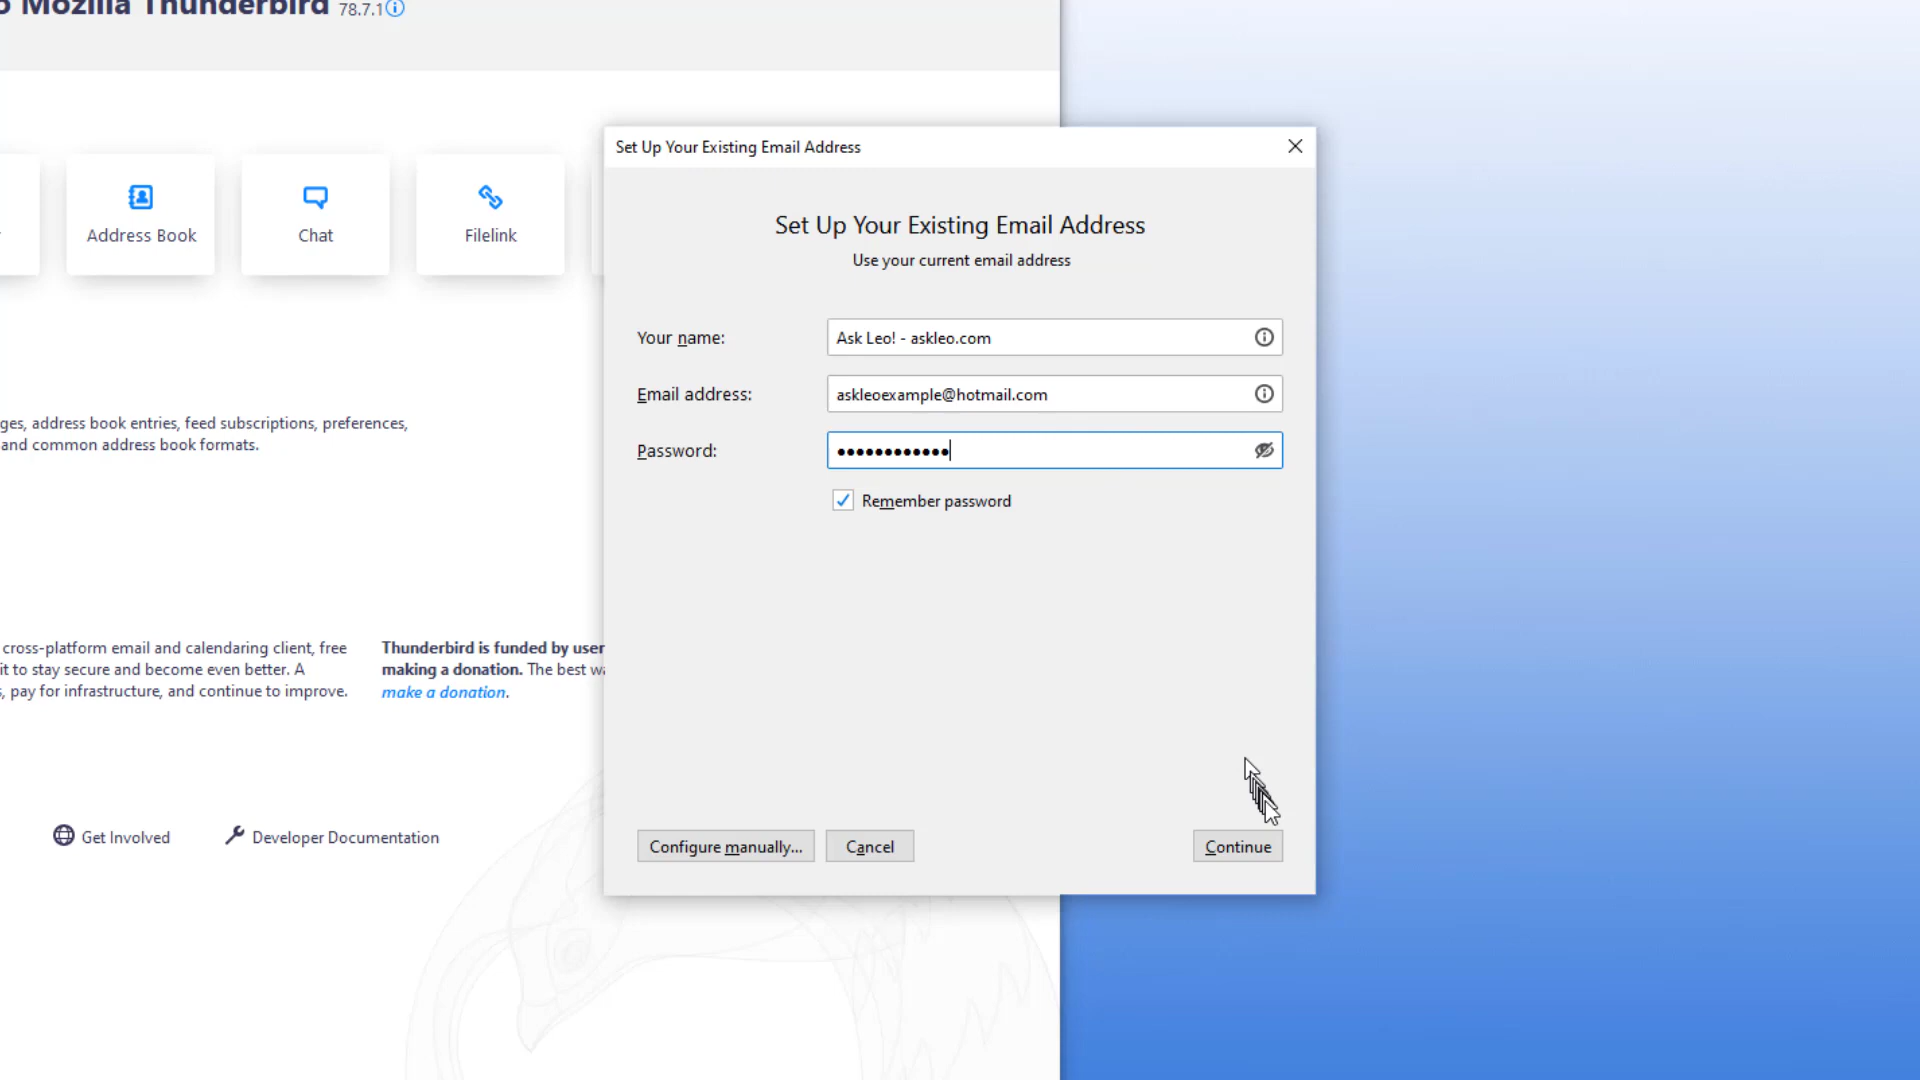 Mozilla Thunderbird 78.7.1
Address Book
Chat
Filelink
ges, address book entries, feed subscriptions, preferences,
and common address book formats.
cross-platform email and calendaring client, free
it to stay secure and become even better. A
, pay for infrastructure, and continue to improve.
Thunderbird is funded by user
making a donation. The best wa
make a donation.
Get Involved
Developer Documentation
Set Up Your Existing Email Address
Set Up Your Existing Email Address
Use your current email address
Your name:
Ask Leo! - askleo.com
Email address:
askleoexample@hotmail.com
Password:
••••••••••••
Remember password
Configure manually...
Cancel
Continue